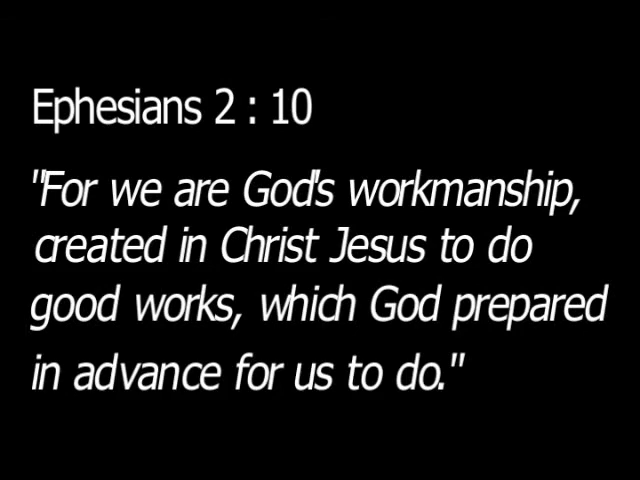 Ephesians 2 : 10
"For we are God's workmanship,
created in Christ Jesus to do
good works, which God prepared
in advance for us to do."